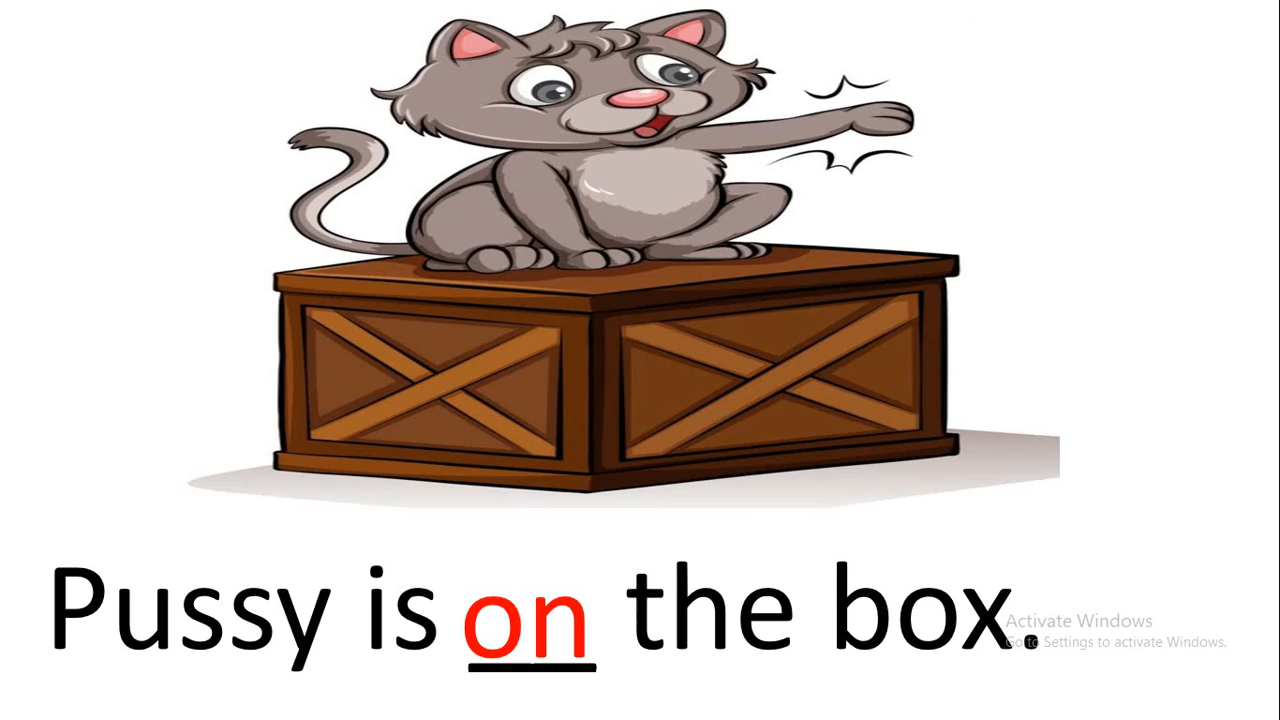 Pussy is on the box.
Activate Windows
Go to Settings to activate Windows.